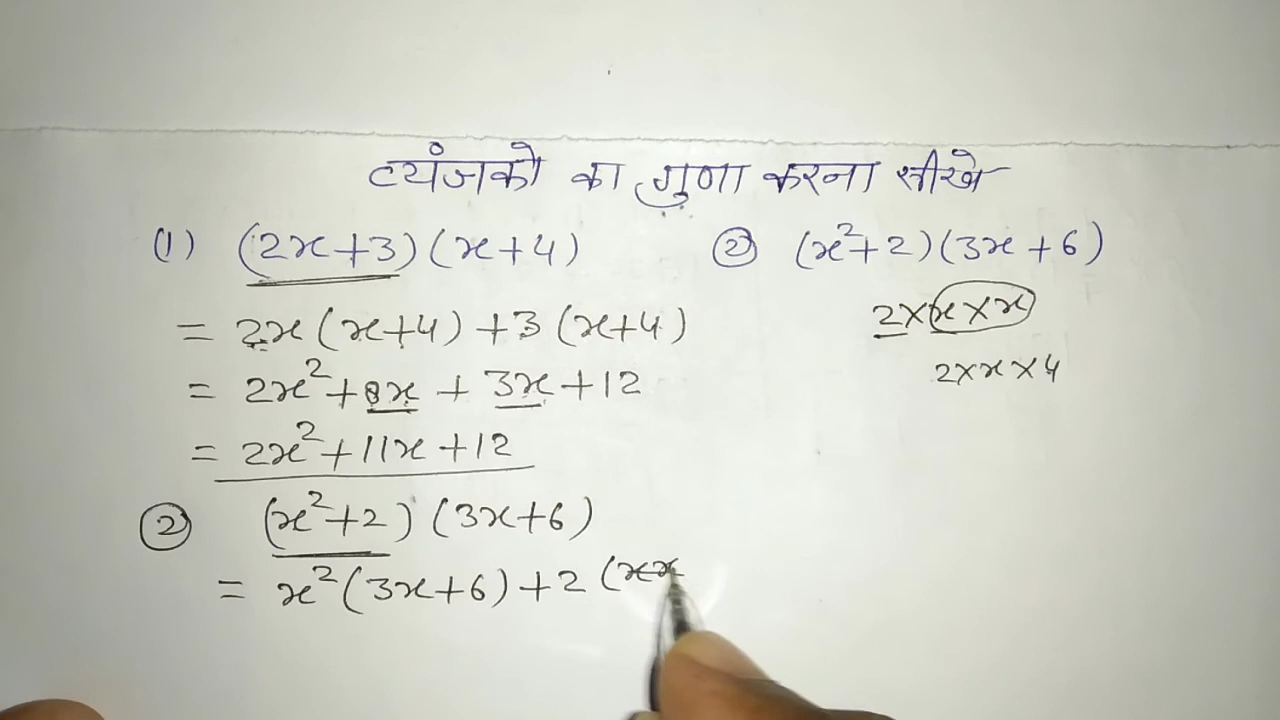 व्यंजको का गुणा करना सीखे
(1) (2x+3)(x+4)
② (x²+2)(3x+6)
= 2x(x+4)+3(x+4)
2×x×x
= 2x²+8x+3x+12
2×x×4
= 2x²+11x+12
② (x²+2)(3x+6)
= x²(3x+6)+2(